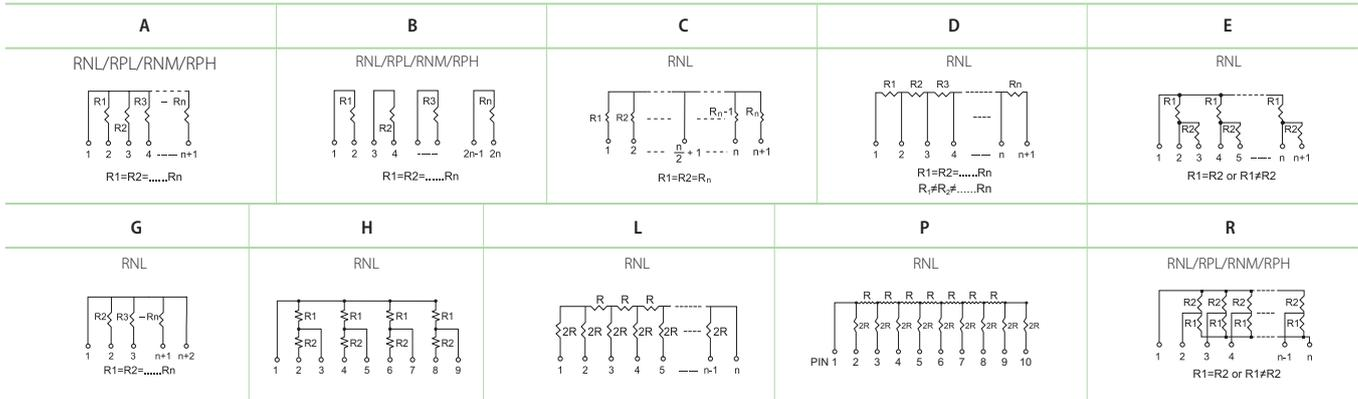 A B C D E
RNL/RPL/RNM/RPH RNL/RPL/RNM/RPH RNL RNL RNL
R1 R3 Rn
R2
1 2 3 4 n+1
R1=R2=......Rn
R1 R3 Rn
R2
1 2 3 4 2n-1 2n
R1=R2=......Rn
R1 R2 Rn-1 Rn
1 2 n/2 + 1 n n+1
R1=R2=Rn
R1 R2 R3 Rn
1 2 3 4 n n+1
R1=R2=......Rn
R1≠R2≠......Rn
R1 R1 R1
R2 R2 R2
1 2 3 4 5 n n+1
R1=R2 or R1≠R2
G H L P R
RNL RNL RNL RNL RNL/RPL/RNM/RPH
R2 R3 Rn
1 2 3 n+1 n+2
R1=R2=......Rn
R1 R1 R1 R1
R2 R2 R2 R2
1 2 3 4 5 6 7 8 9
R R R
2R 2R 2R 2R 2R 2R
1 2 3 4 5 n-1 n
R R R R R R R
2R 2R 2R 2R 2R 2R 2R 2R 2R
PIN 1 2 3 4 5 6 7 8 9 10
R2 R2 R2 R2
R1 R1 R1 R1
1 2 3 4 n-1 n
R1=R2 or R1≠R2